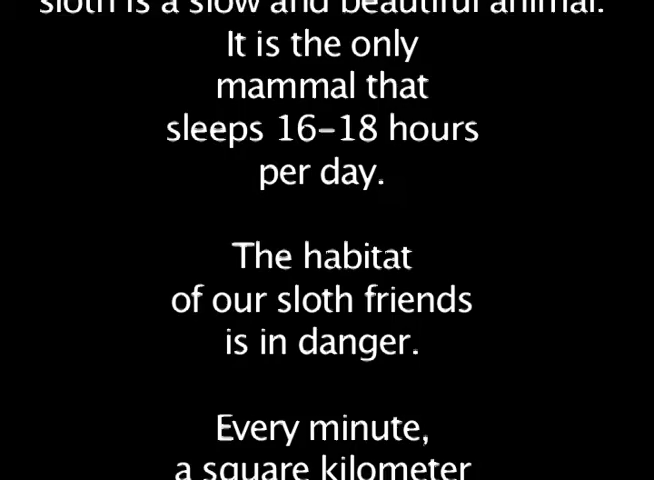 sloth is a slow and beautiful animal.
It is the only
mammal that
sleeps 16-18 hours
per day.
The habitat
of our sloth friends
is in danger.
Every minute,
a square kilometer